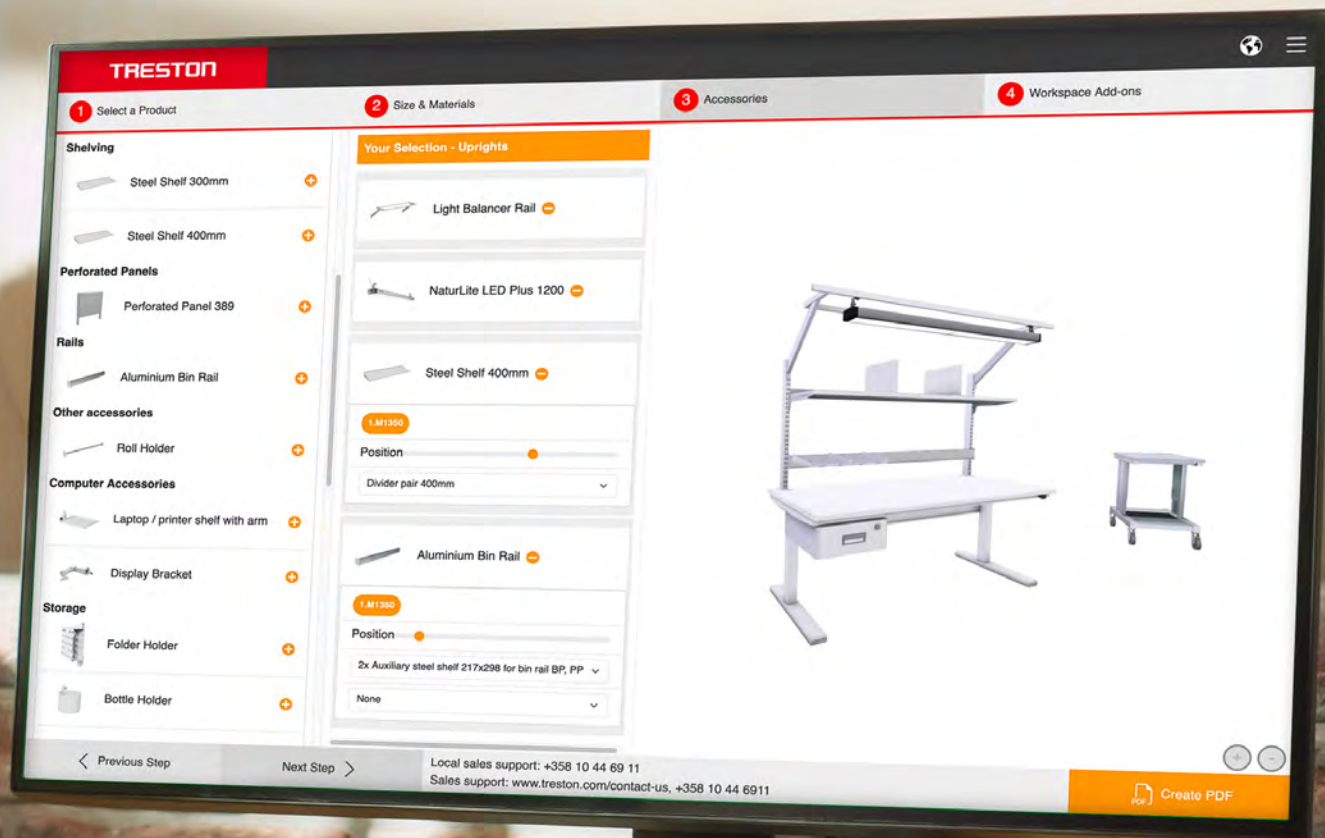 TRESTON
1 Select a Product
2 Size & Materials
3 Accessories
4 Workspace Add-ons
Shelving
Steel Shelf 300mm
Steel Shelf 400mm
Perforated Panels
Perforated Panel 389
Rails
Aluminium Bin Rail
Other accessories
Roll Holder
Computer Accessories
Laptop / printer shelf with arm
Display Bracket
Storage
Folder Holder
Bottle Holder
Your Selection - Uprights
Light Balancer Rail
NaturLite LED Plus 1200
Steel Shelf 400mm
1.M1350
Position
Divider pair 400mm
Aluminium Bin Rail
1.M1350
Position
2x Auxiliary steel shelf 217x298 for bin rail BP, PP
None
Previous Step
Next Step
Local sales support: +358 10 44 69 11
Sales support: www.treston.com/contact-us, +358 10 44 6911
PDF
Create PDF